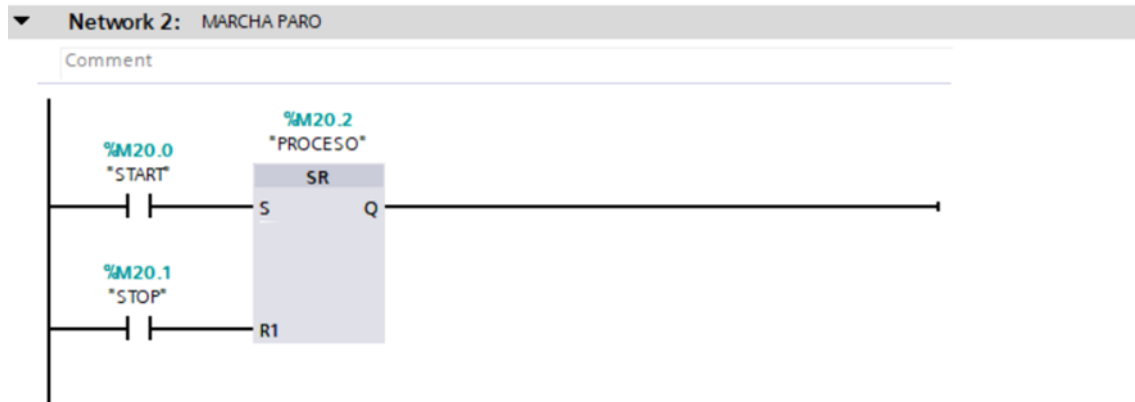 Network 2: MARCHA PARO
Comment
%M20.2
"PROCESO"
%M20.0
"START"
SR
S Q
%M20.1
"STOP"
R1